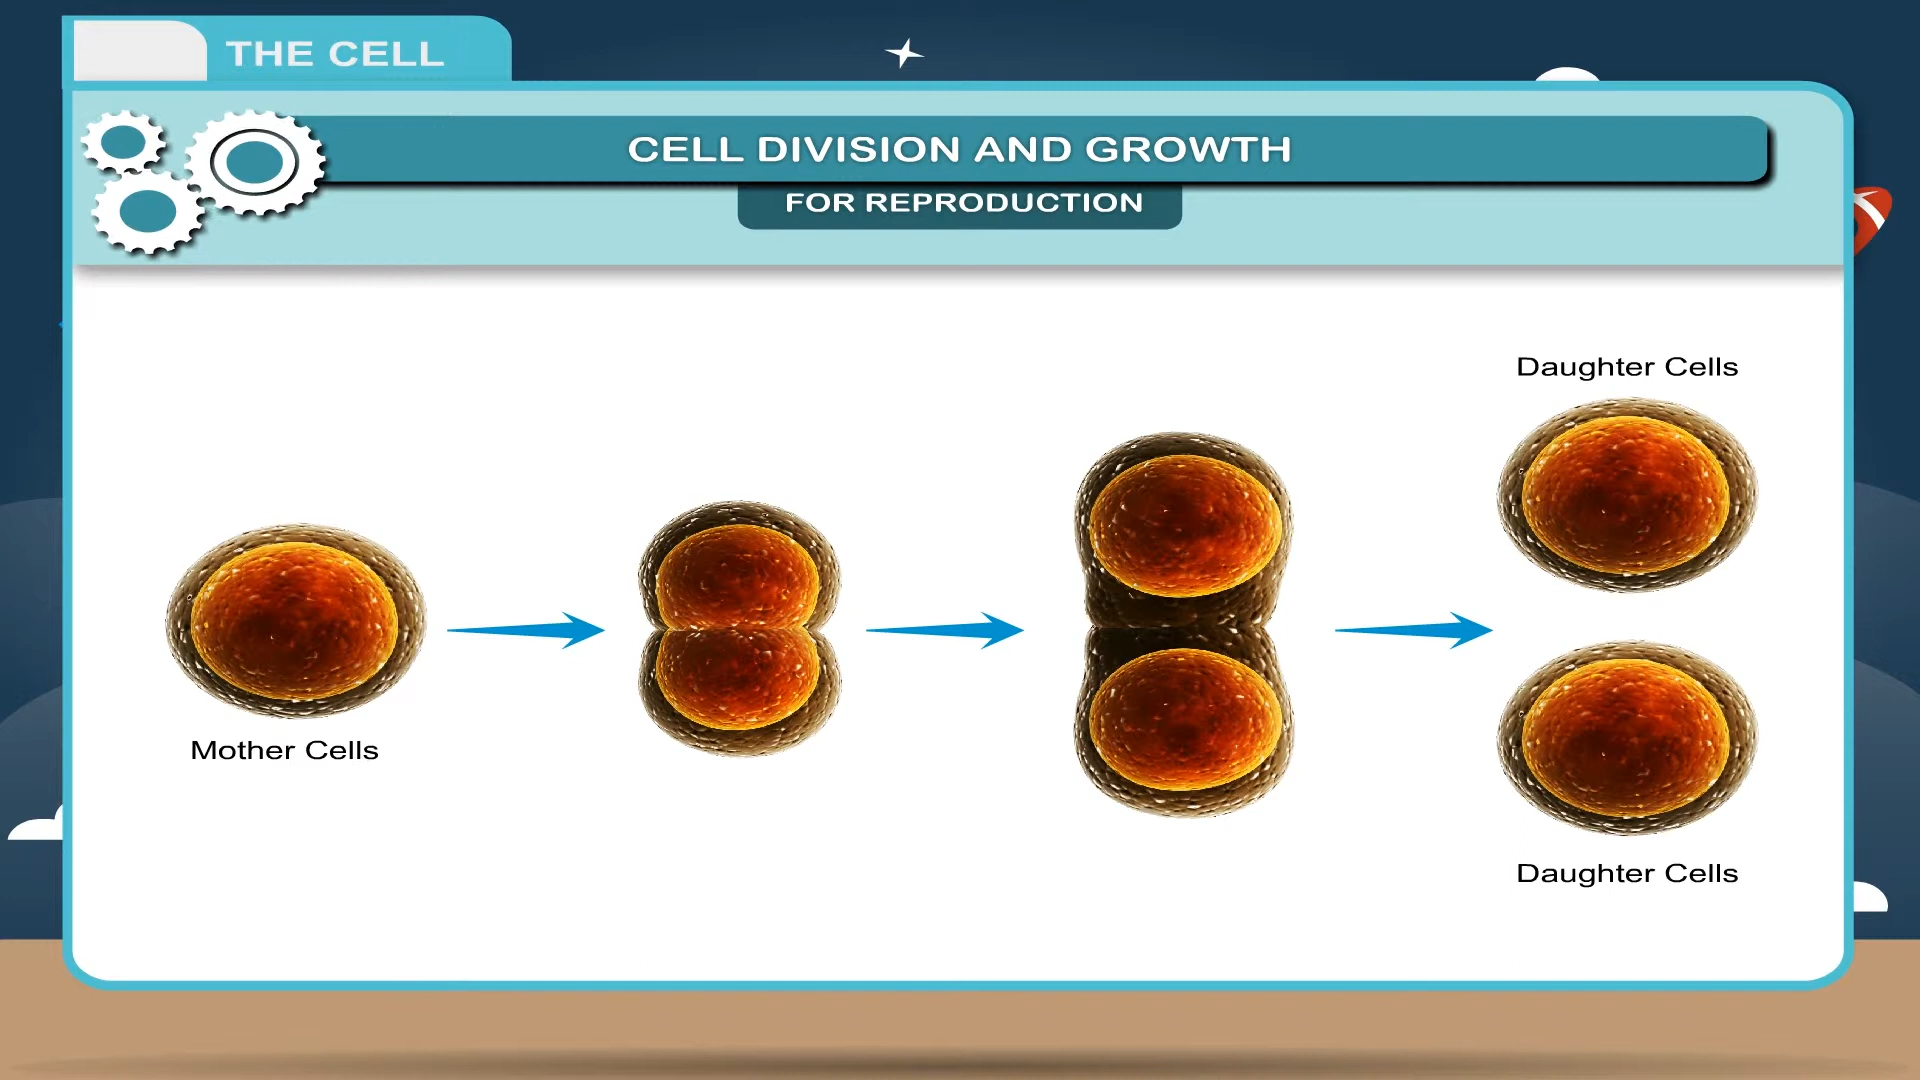 THE CELL
CELL DIVISION AND GROWTH
FOR REPRODUCTION
Daughter Cells
Mother Cells
Daughter Cells